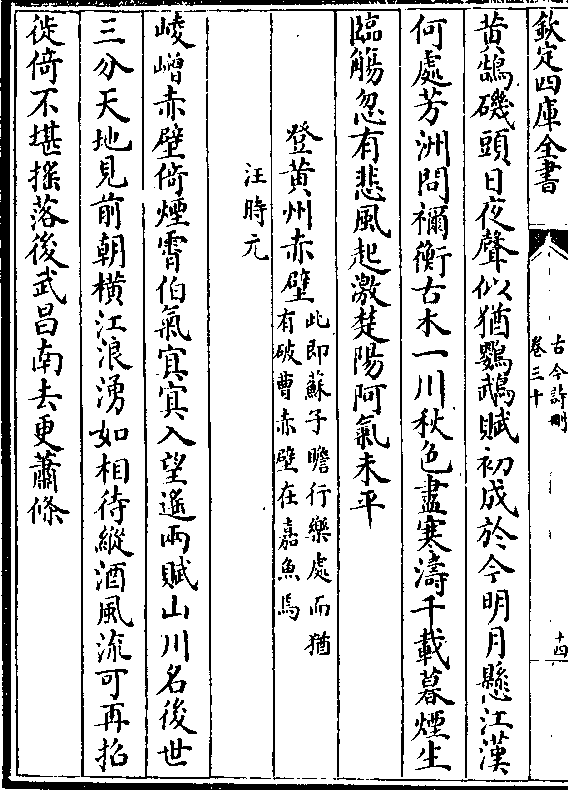 欽定四庫全書
古今詩刪
卷三十
十四
黄鵠磯頭日夜聲似猶鸚鵡賦初成於今明月懸江漢
何處芳洲問禰衡古木一川秋色盡寒濤千載暮煙生
臨觴忽有悲風起激楚陽阿氣未平
登黄州赤壁此即蘇子瞻行樂處而猶
有破曹赤壁在嘉魚焉
汪時元
崚嶒赤壁倚煙霄伯氣宜宜入望遙兩賦山川名後世
三分天地見前朝横江浪湧如相待縱酒風流可再招
徙倚不堪揺落後武昌南去更蕭條